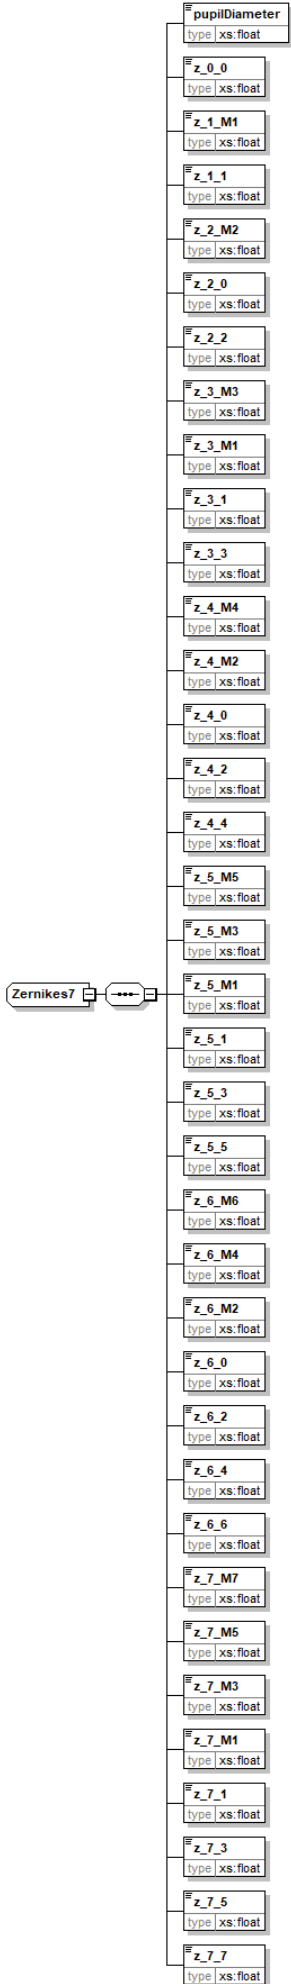 pupilDiameter
type xs:float
z_0_0
type xs:float
z_1_M1
type xs:float
z_1_1
type xs:float
z_2_M2
type xs:float
z_2_0
type xs:float
z_2_2
type xs:float
z_3_M3
type xs:float
z_3_M1
type xs:float
z_3_1
type xs:float
z_3_3
type xs:float
z_4_M4
type xs:float
z_4_M2
type xs:float
z_4_0
type xs:float
z_4_2
type xs:float
z_4_4
type xs:float
z_5_M5
type xs:float
z_5_M3
type xs:float
Zernikes7
z_5_M1
type xs:float
z_5_1
type xs:float
z_5_3
type xs:float
z_5_5
type xs:float
z_6_M6
type xs:float
z_6_M4
type xs:float
z_6_M2
type xs:float
z_6_0
type xs:float
z_6_2
type xs:float
z_6_4
type xs:float
z_6_6
type xs:float
z_7_M7
type xs:float
z_7_M5
type xs:float
z_7_M3
type xs:float
z_7_M1
type xs:float
z_7_1
type xs:float
z_7_3
type xs:float
z_7_5
type xs:float
z_7_7
type xs:float